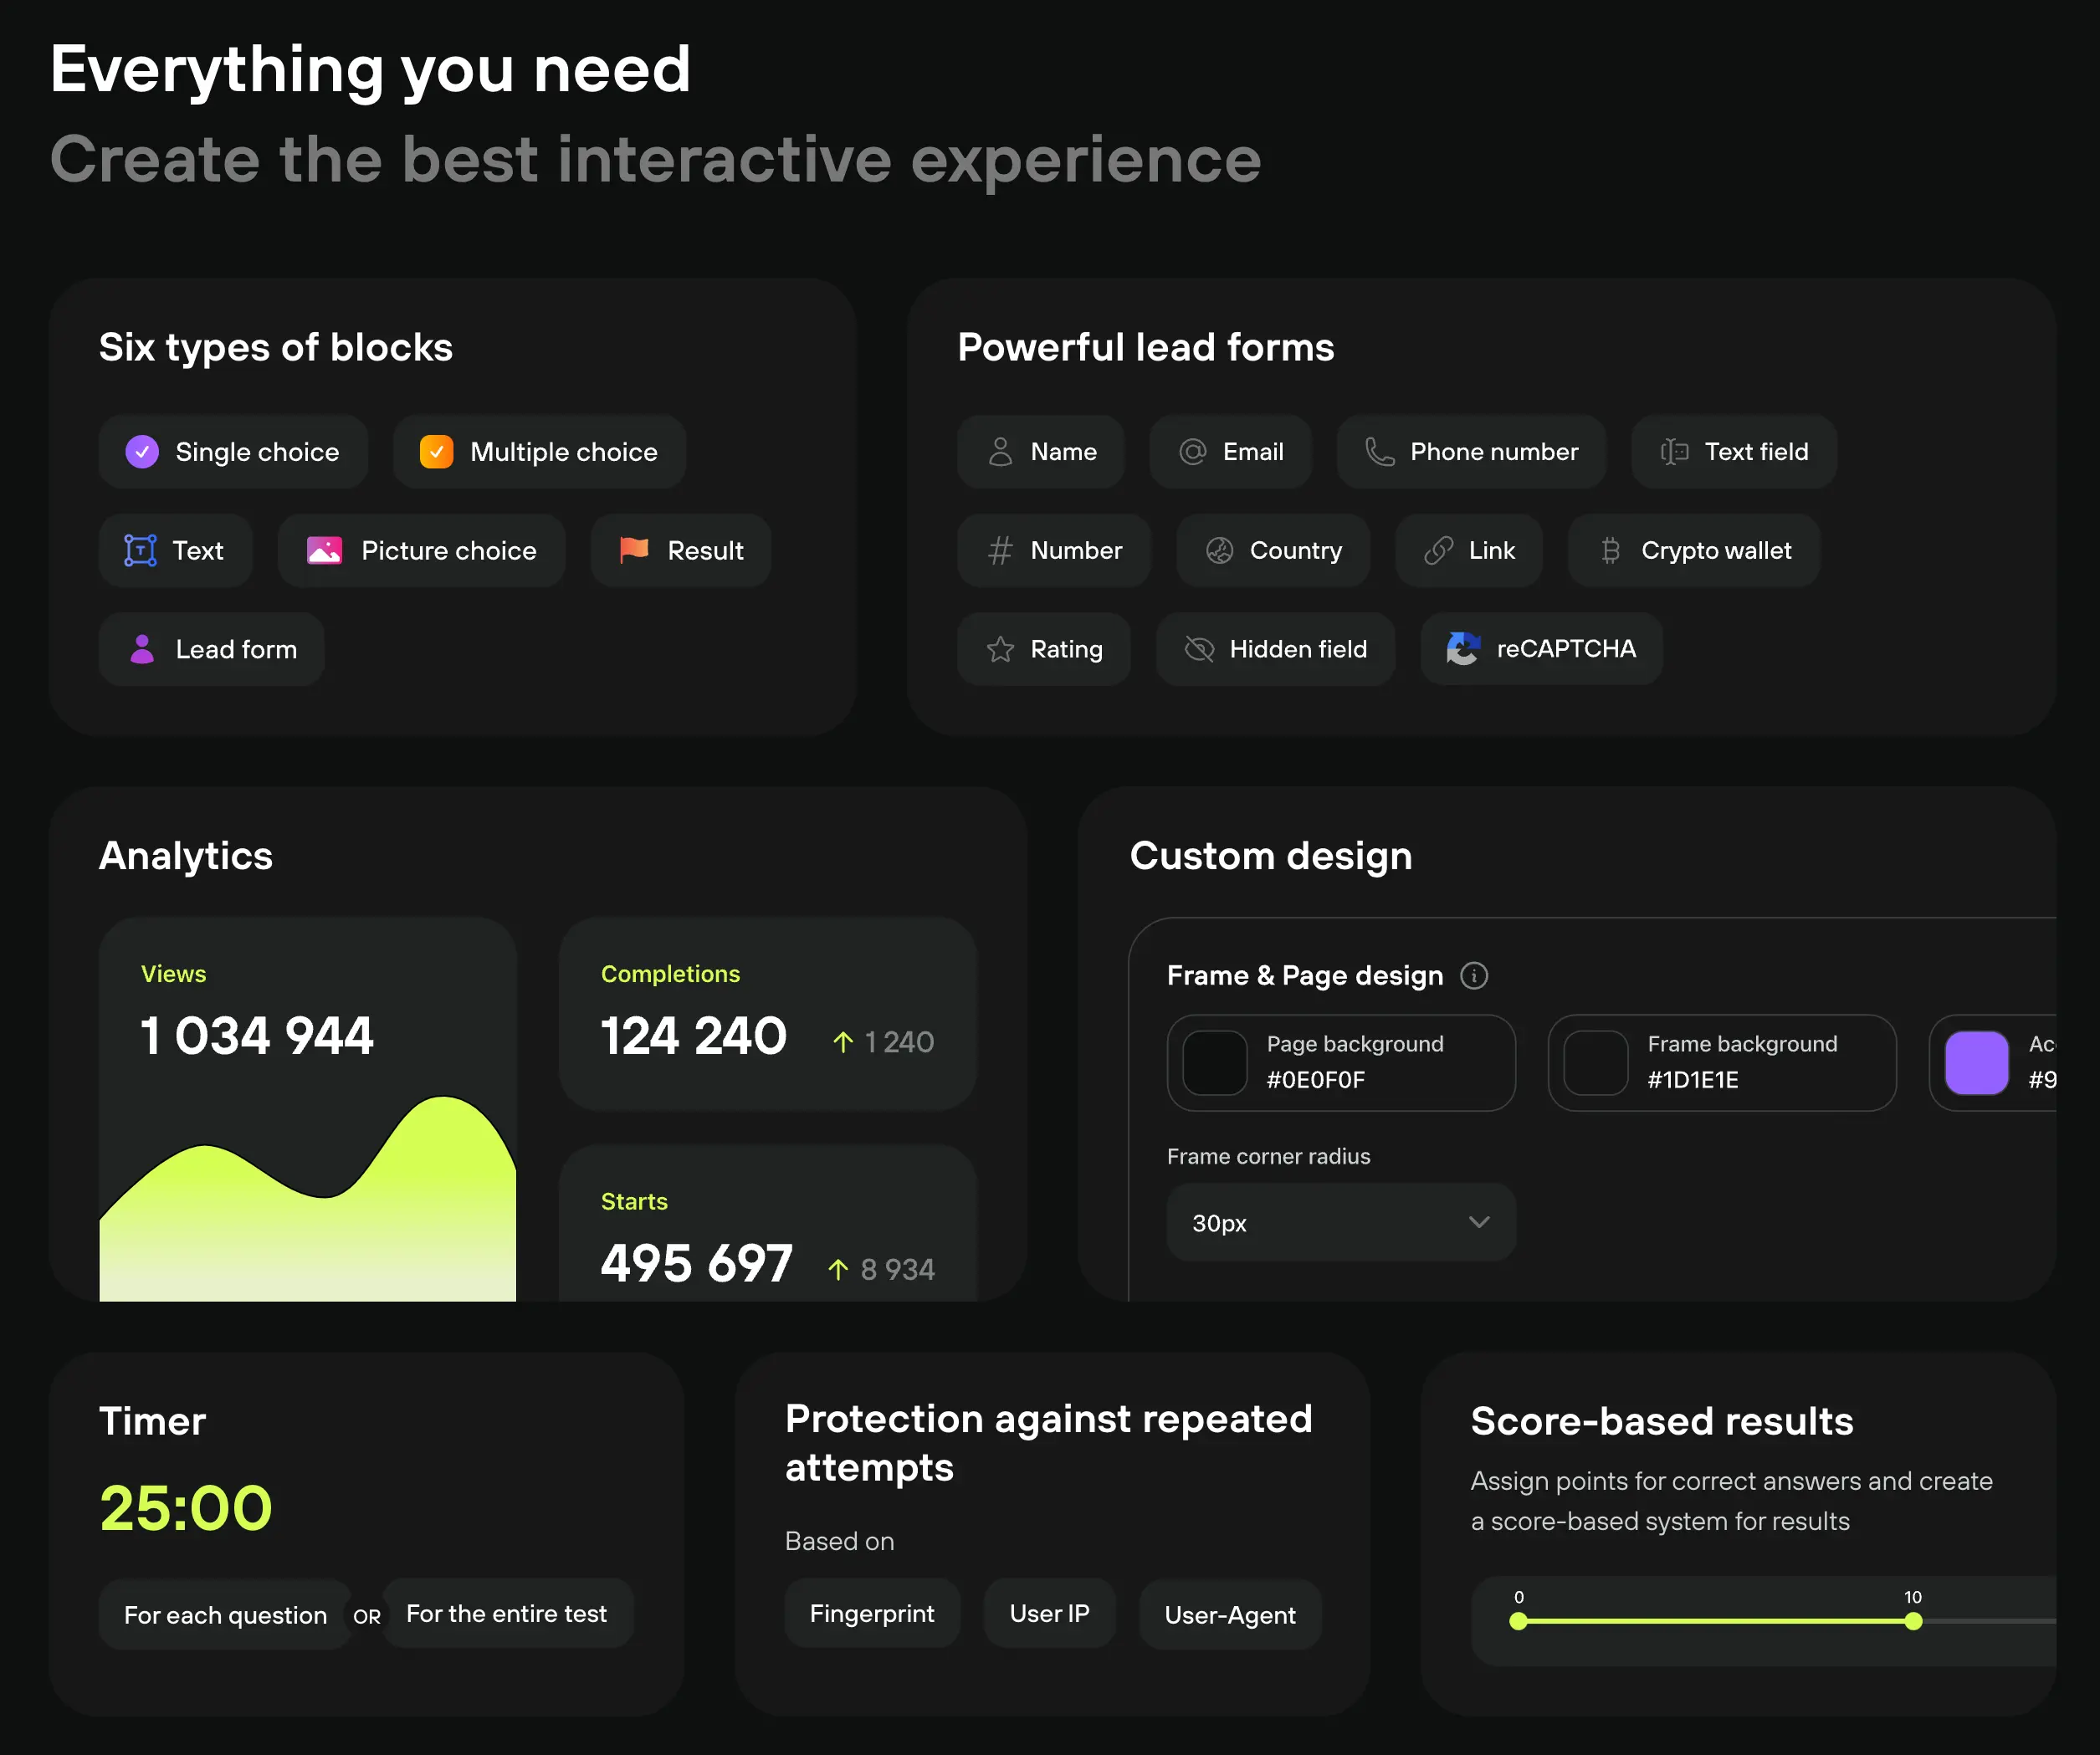 Everything you need
Create the best interactive experience
Six types of blocks
Single choice
Multiple choice
Text
Picture choice
Result
Lead form
Powerful lead forms
Name
Email
Phone number
Text field
Number
Country
Link
Crypto wallet
Rating
Hidden field
reCAPTCHA
Analytics
Views
1 034 944
Completions
124 240
1 240
Starts
495 697
8 934
Custom design
Frame & Page design
Page background
#0E0F0F
Frame background
#1D1E1E
#9
Frame corner radius
30px
Timer
25:00
For each question
OR
For the entire test
Protection against repeated
attempts
Based on
Fingerprint
User IP
User-Agent
Score-based results
Assign points for correct answers and create
a score-based system for results
0
10